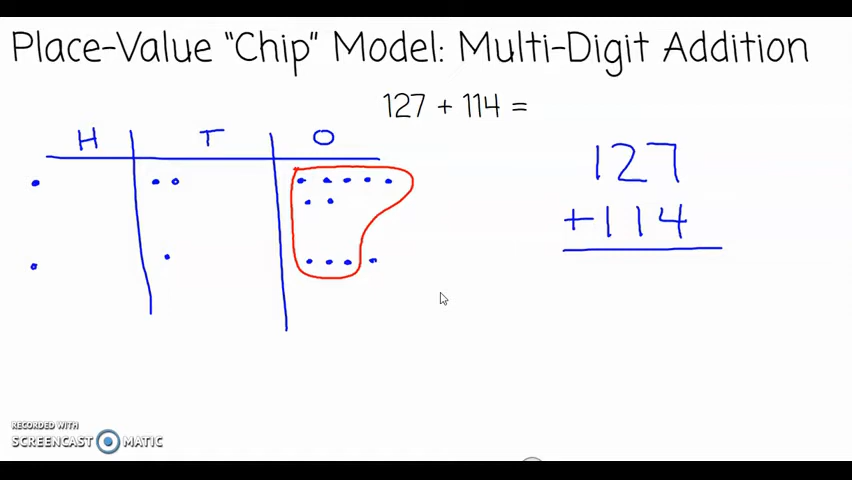 Place-Value "Chip" Model: Multi-Digit Addition
127 + 114 =
H T O
127
+114
RECORDED WITH
SCREENCAST MATIC